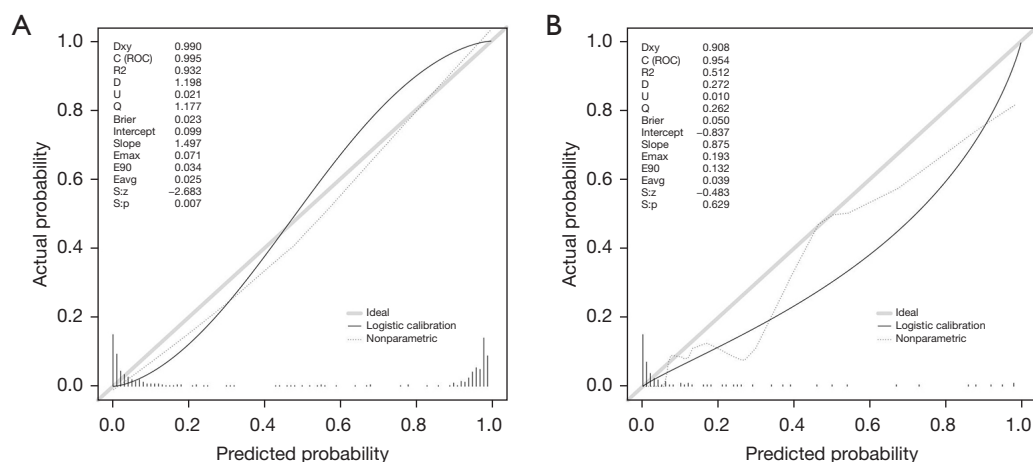 A
1.0
0.8
0.6
0.4
0.2
0.0
Actual probability
Dxy 0.990
C (ROC) 0.995
R2 0.932
D 1.198
U 0.021
Q 1.177
Brier 0.023
Intercept 0.099
Slope 1.497
Emax 0.071
E90 0.034
Eavg 0.025
S:z −2.683
S:p 0.007
Ideal
Logistic calibration
Nonparametric
0.0 0.2 0.4 0.6 0.8 1.0
Predicted probability
B
1.0
0.8
0.6
0.4
0.2
0.0
Actual probability
Dxy 0.908
C (ROC) 0.954
R2 0.512
D 0.272
U 0.010
Q 0.262
Brier 0.050
Intercept −0.837
Slope 0.875
Emax 0.193
E90 0.132
Eavg 0.039
S:z −0.483
S:p 0.629
Ideal
Logistic calibration
Nonparametric
0.0 0.2 0.4 0.6 0.8 1.0
Predicted probability